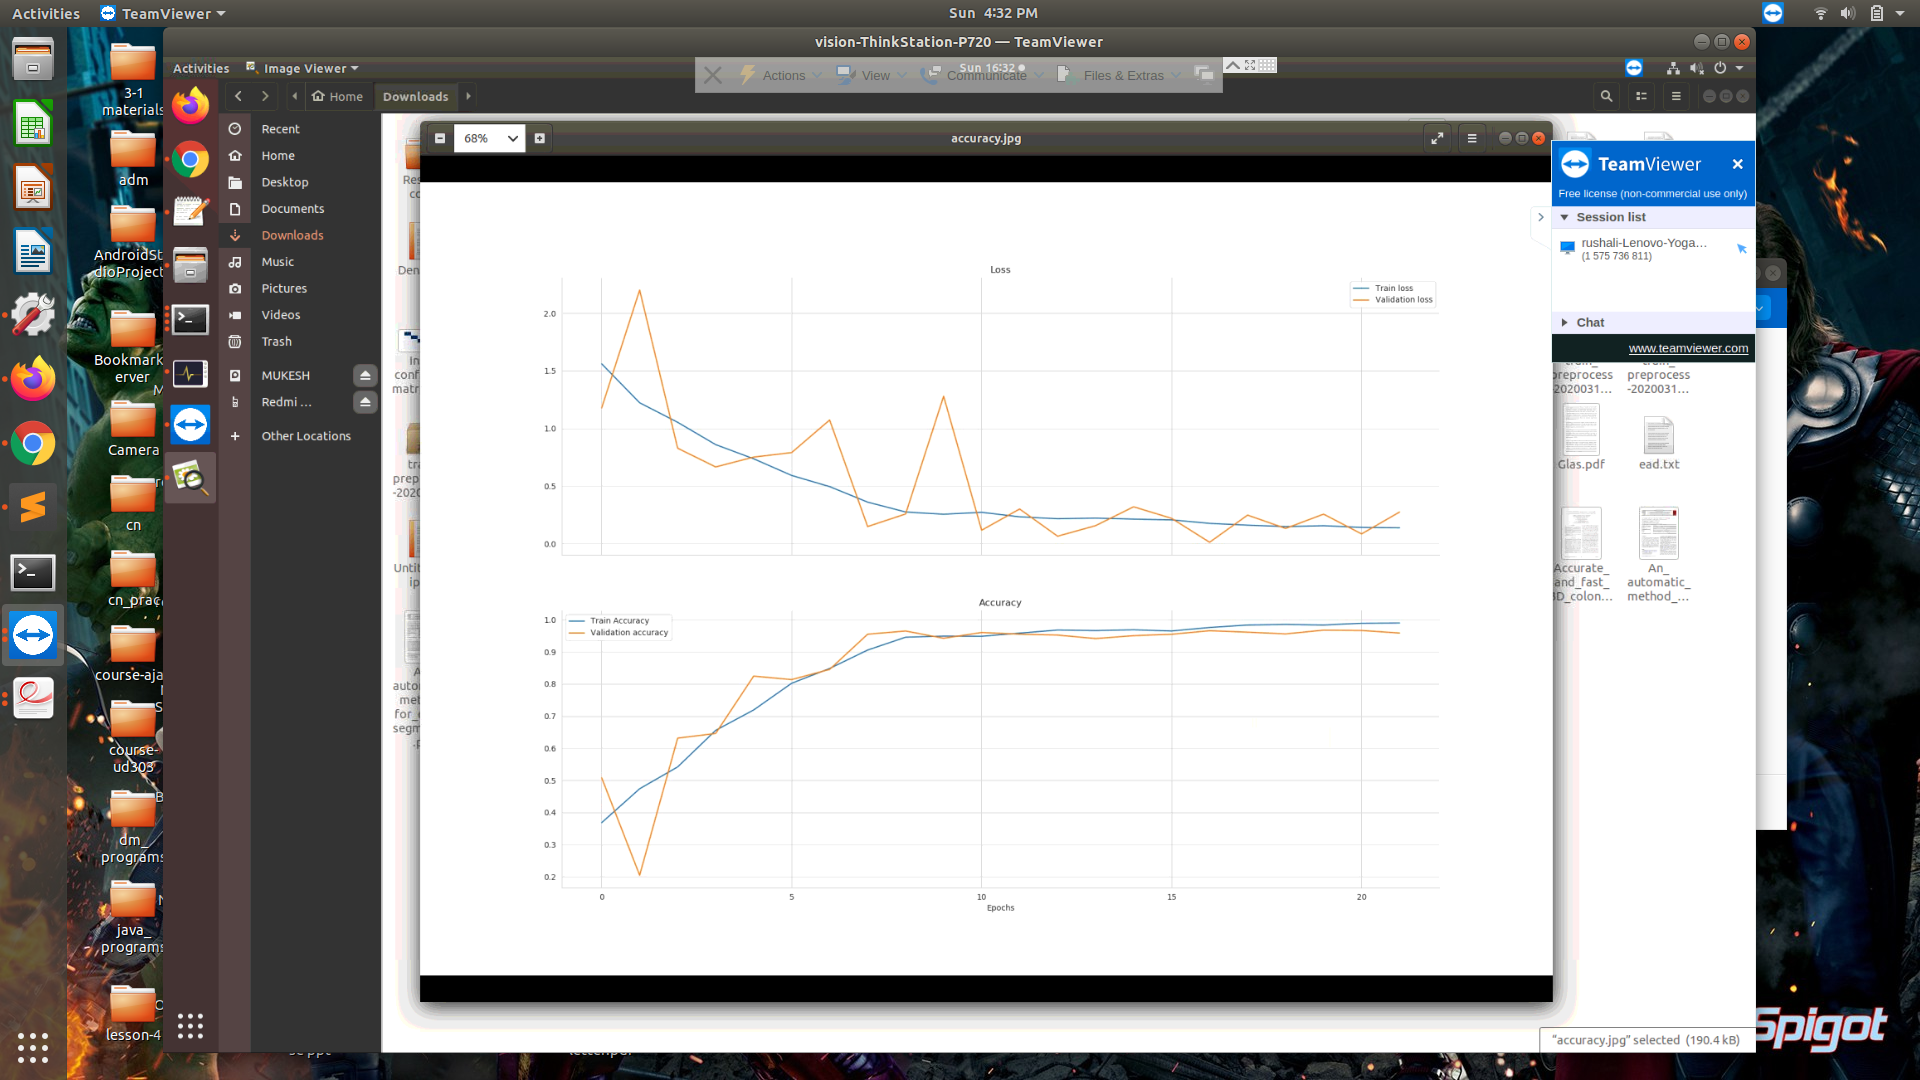 Activities
TeamViewer
Sun 4:32 PM
vision-ThinkStation-P720 — TeamViewer
Activities
Image Viewer
Sun 16:32
Actions
View
Communicate
Files & Extras
Home
Downloads
3-1
materials
adm
AndroidSt
dioProject
Bookmark
erver
Camera
cn
cn_prac
course-aja
course-
ud303
dm_
programs
java_
programs
lesson-4
Recent
Home
Desktop
Documents
Downloads
Music
Pictures
Videos
Trash
MUKESH
Redmi ...
Other Locations
68%
accuracy.jpg
Loss
Train loss
Validation loss
2.0
1.5
1.0
0.5
0.0
Accuracy
Train Accuracy
Validation accuracy
1.0
0.9
0.8
0.7
0.6
0.5
0.4
0.3
0.2
0
5
10
15
20
Epochs
TeamViewer
Free license (non-commercial use only)
Session list
rushali-Lenovo-Yoga...
(1 575 736 811)
Chat
www.teamviewer.com
preprocess
-2020031...
preprocess
-2020031...
Glas.pdf
ead.txt
Accurate_
and_fast_
3D_colon...
An_
automatic_
method_...
"accuracy.jpg" selected (190.4 kB)
Spigot